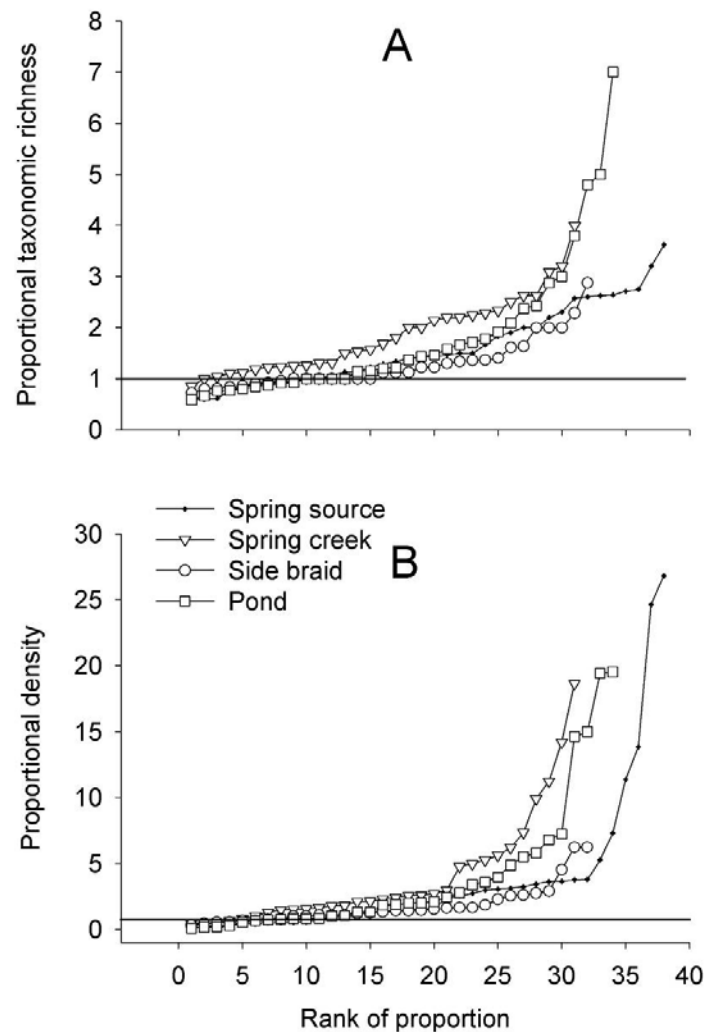 A
Proportional taxonomic richness
8
7
6
5
4
3
2
1
0
B
Spring source
Spring creek
Side braid
Pond
Proportional density
30
25
20
15
10
5
0
0 5 10 15 20 25 30 35 40
Rank of proportion